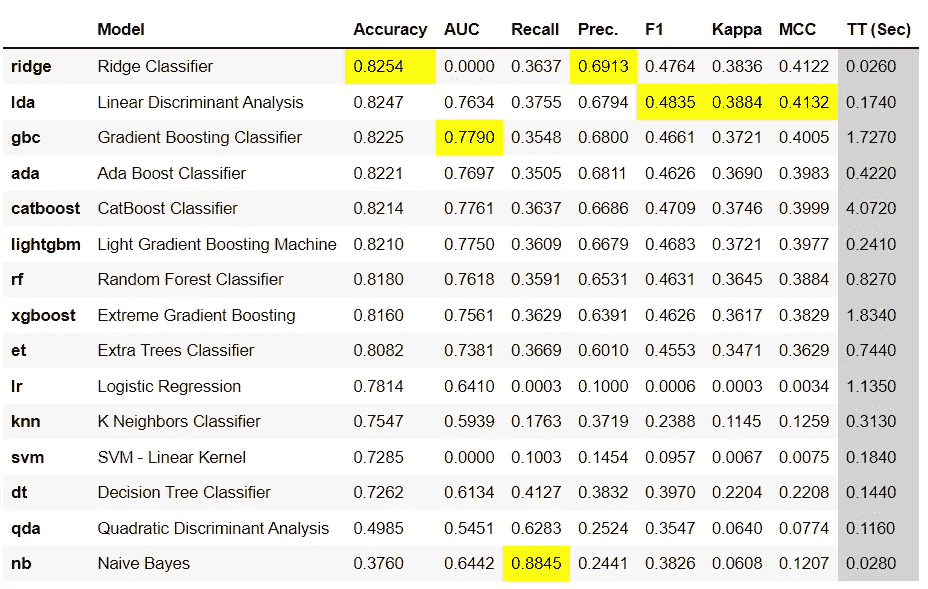 Model Accuracy AUC Recall Prec. F1 Kappa MCC TT (Sec)
ridge Ridge Classifier 0.8254 0.0000 0.3637 0.6913 0.4764 0.3836 0.4122 0.0260
lda Linear Discriminant Analysis 0.8247 0.7634 0.3755 0.6794 0.4835 0.3884 0.4132 0.1740
gbc Gradient Boosting Classifier 0.8225 0.7790 0.3548 0.6800 0.4661 0.3721 0.4005 1.7270
ada Ada Boost Classifier 0.8221 0.7697 0.3505 0.6811 0.4626 0.3690 0.3983 0.4220
catboost CatBoost Classifier 0.8214 0.7761 0.3637 0.6686 0.4709 0.3746 0.3999 4.0720
lightgbm Light Gradient Boosting Machine 0.8210 0.7750 0.3609 0.6679 0.4683 0.3721 0.3977 0.2410
rf Random Forest Classifier 0.8180 0.7618 0.3591 0.6531 0.4631 0.3645 0.3884 0.8270
xgboost Extreme Gradient Boosting 0.8160 0.7561 0.3629 0.6391 0.4626 0.3617 0.3829 1.8340
et Extra Trees Classifier 0.8082 0.7381 0.3669 0.6010 0.4553 0.3471 0.3629 0.7440
lr Logistic Regression 0.7814 0.6410 0.0003 0.1000 0.0006 0.0003 0.0034 1.1350
knn K Neighbors Classifier 0.7547 0.5939 0.1763 0.3719 0.2388 0.1145 0.1259 0.3130
svm SVM - Linear Kernel 0.7285 0.0000 0.1003 0.1454 0.0957 0.0067 0.0075 0.1840
dt Decision Tree Classifier 0.7262 0.6134 0.4127 0.3832 0.3970 0.2204 0.2208 0.1440
qda Quadratic Discriminant Analysis 0.4985 0.5451 0.6283 0.2524 0.3547 0.0640 0.0774 0.1160
nb Naive Bayes 0.3760 0.6442 0.8845 0.2441 0.3826 0.0608 0.1207 0.0280